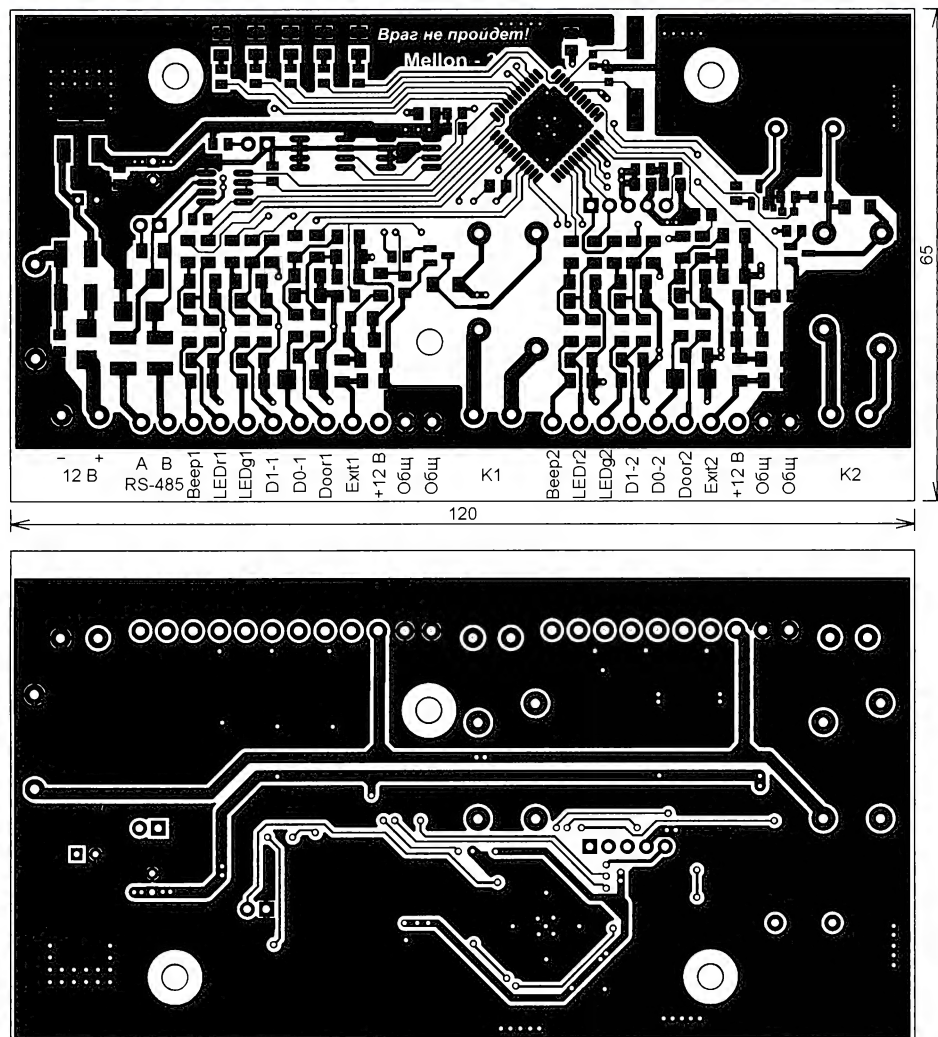 Враг не пройдет!
Mellon - 2
65
– + A B Beep1 LEDr1 LEDg1 D1-1 D0-1 Door1 Exit1 +12 В Общ Общ K1 Beep2 LEDr2 LEDg2 D1-2 D0-2 Door2 Exit2 +12 В Общ Общ K2
12 В RS-485
120